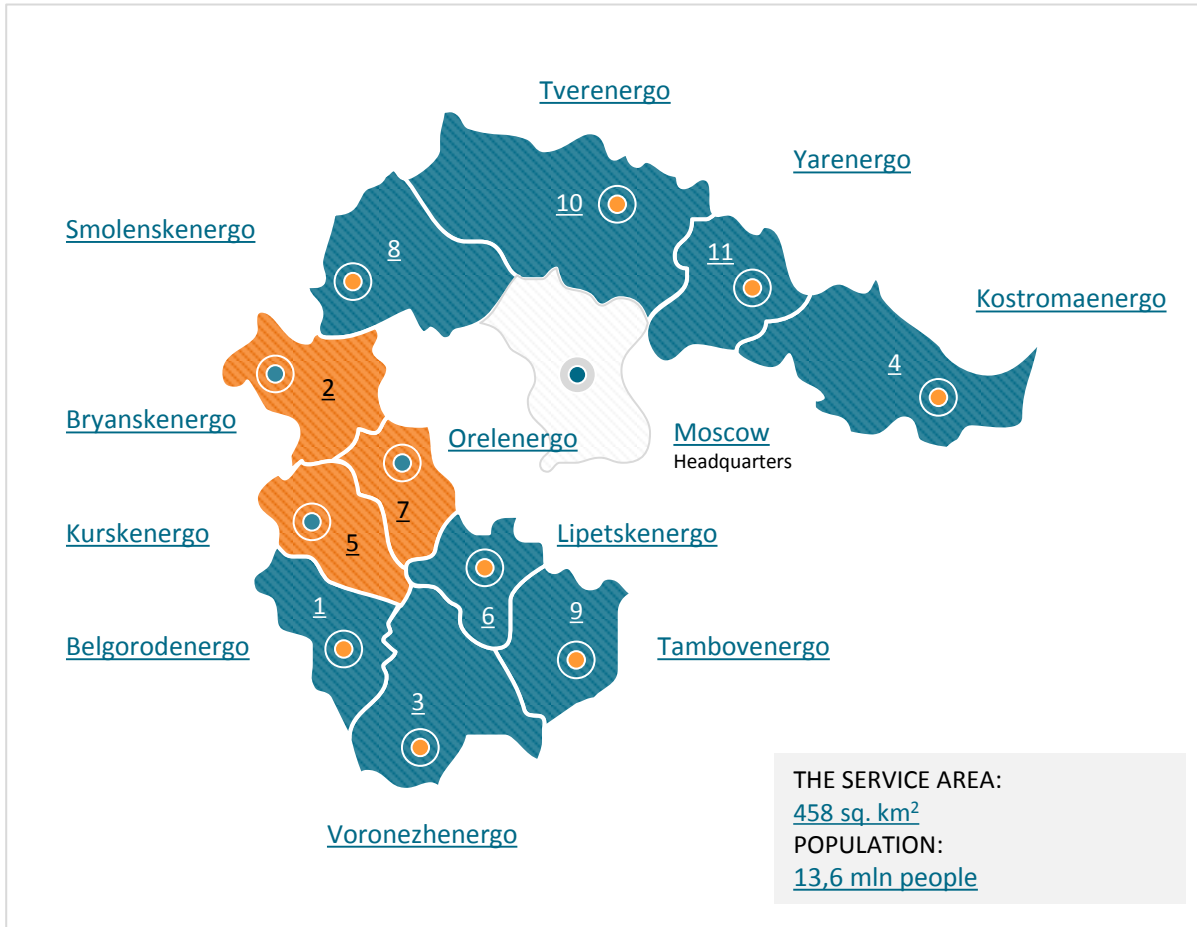 Tverenergo
Yarenergo
10
Smolenskenergo
8
11
Kostromaenergo
4
2
Bryanskenergo
Orelenergo
Moscow
Headquarters
7
Kurskenergo
5
Lipetskenergo
1
6
9
Belgorodenergo
Tambovenergo
3
THE SERVICE AREA:
458 sq. km²
POPULATION:
13,6 mln people
Voronezhenergo